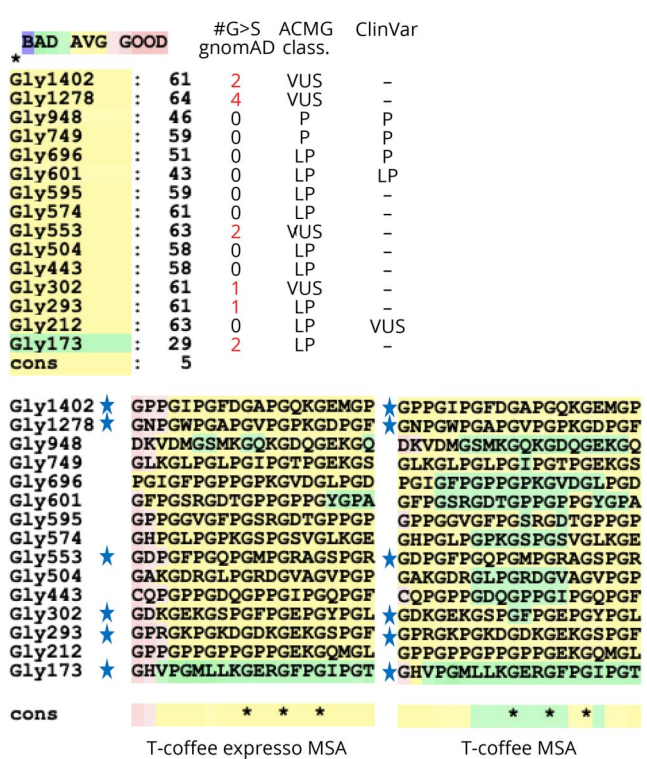 #G>S ACMG ClinVar
BAD AVG GOOD gnomAD class.
*
Gly1402 : 61 2 VUS –
Gly1278 : 64 4 VUS –
Gly948 : 46 0 P P
Gly749 : 59 0 P P
Gly696 : 51 0 LP P
Gly601 : 43 0 LP LP
Gly595 : 59 0 LP –
Gly574 : 61 0 LP –
Gly553 : 63 2 VUS –
Gly504 : 58 0 LP –
Gly443 : 58 0 LP –
Gly302 : 61 1 VUS –
Gly293 : 61 1 LP –
Gly212 : 63 0 LP VUS
Gly173 : 29 2 LP –
cons : 5
Gly1402 GPPGIPGFDGAPGQKGEMGP GPPGIPGFDGAPGQKGEMGP
Gly1278 GNPGWPGAPGVPGPKGDPGF GNPGWPGAPGVPGPKGDPGF
Gly948 DKVDMGSMKGQKGDQGEKGQ DKVDMGSMKGQKGDQGEKGQ
Gly749 GLKGLPGLPGIPGTPGEKGS GLKGLPGLPGIPGTPGEKGS
Gly696 PGIGFPGPPGPKGVDGLPGD PGIGFPGPPGPKGVDGLPGD
Gly601 GFPGSRGDTGPPGPPGYGPA GFPGSRGDTGPPGPPGYGPA
Gly595 GPPGGVGFPGSRGDTGPPGP GPPGGVGFPGSRGDTGPPGP
Gly574 GHPGLPGPKGSPGSVGLKGE GHPGLPGPKGSPGSVGLKGE
Gly553 GDPGFPGQPGMPGRAGSPGR GDPGFPGQPGMPGRAGSPGR
Gly504 GAKGDRGLPGRDGVAGVPGP GAKGDRGLPGRDGVAGVPGP
Gly443 CQPGPPGDQGPPGIPGQPGF CQPGPPGDQGPPGIPGQPGF
Gly302 GDKGEKGSPGFPGEPGYPGL GDKGEKGSPGFPGEPGYPGL
Gly293 GPRGKPGKDGDKGEKGSPGF GPRGKPGKDGDKGEKGSPGF
Gly212 GPPGPPGPPGPPGEKGQMGL GPPGPPGPPGPPGEKGQMGL
Gly173 GHVPGMLLKGERGFPGIPGT GHVPGMLLKGERGFPGIPGT
cons * * * * * *
T-coffee expresso MSA T-coffee MSA